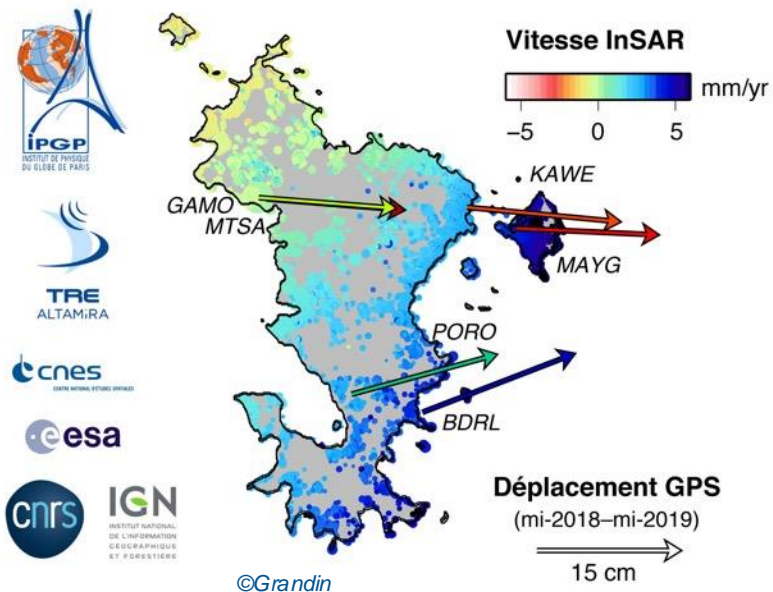 iPGP
INSTITUT DE PHYSIQUE
DU GLOBE DE PARIS
TRE
ALTAMiRA
cnes
CENTRE NATIONAL D'ÉTUDES SPATIALES
esa
cnrs
IGN
INSTITUT NATIONAL
DE L'INFORMATION
GÉOGRAPHIQUE
ET FORESTIÈRE
Vitesse InSAR
mm/yr
−5 0 5
KAWE
GAMO
MTSA
MAYG
PORO
BDRL
Déplacement GPS
(mi-2018–mi-2019)
15 cm
©Grandin